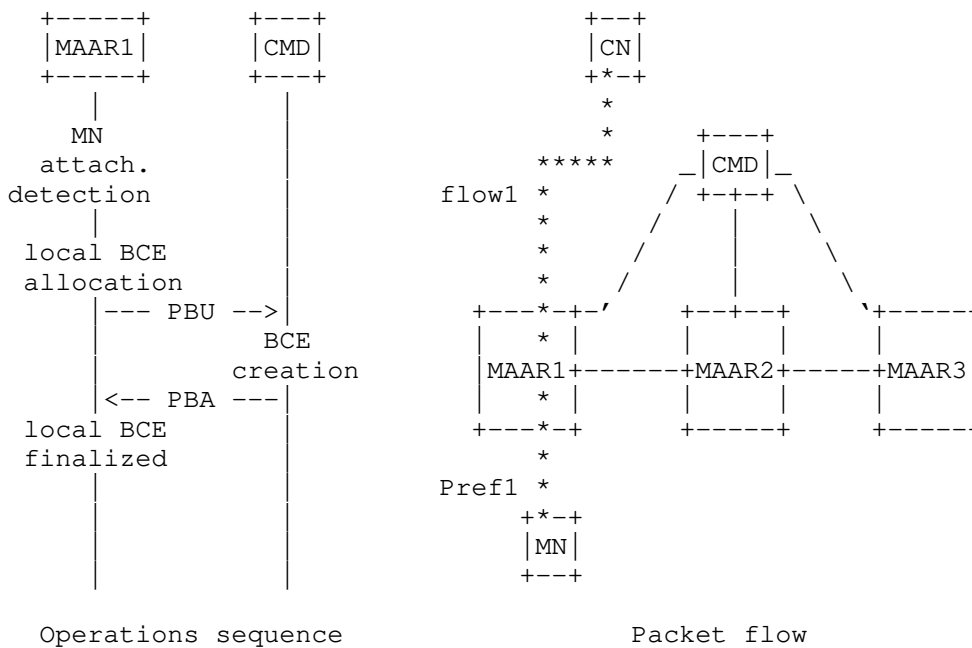 MAAR1 CMD CN
MN
attach. CMD
detection flow1
local BCE
allocation
PBU
BCE
creation MAAR1 MAAR2 MAAR3
PBA
local BCE
finalized
Pref1
MN
Operations sequence Packet flow